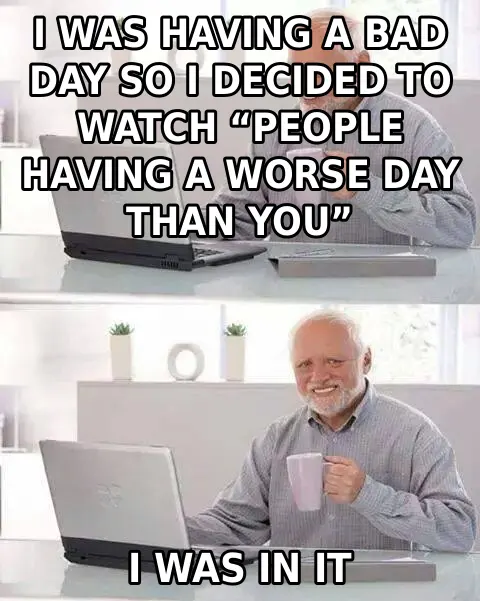 I WAS HAVING A BAD
DAY SO I DECIDED TO
WATCH “PEOPLE
HAVING A WORSE DAY
THAN YOU”
I WAS IN IT